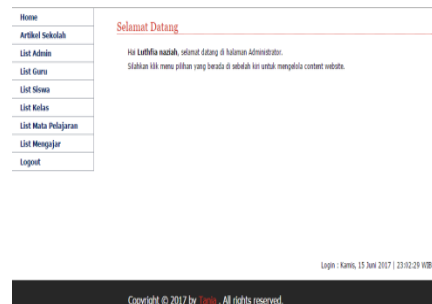 Home
Artikel Sekolah
List Admin
List Guru
List Siswa
List Kelas
List Mata Pelajaran
List Mengajar
Logout
Selamat Datang
Hai Luthfia naziah, selamat datang di halaman Administrator.
Silahkan klik menu pilihan yang berada di sebelah kiri untuk mengelola content website.
Login : Kamis, 15 Juni 2017 | 23:02:29 WIB
Copyright © 2017 by Tania . All rights reserved.